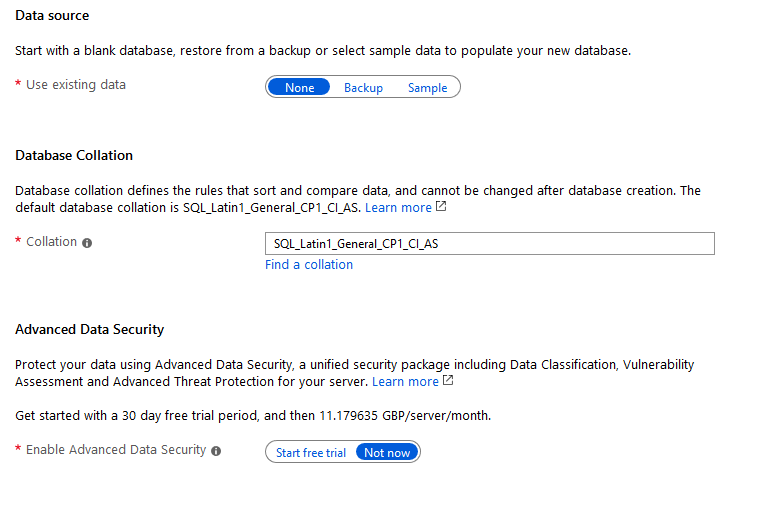 Data source
Start with a blank database, restore from a backup or select sample data to populate your new database.
* Use existing data None Backup Sample
Database Collation
Database collation defines the rules that sort and compare data, and cannot be changed after database creation. The
default database collation is SQL_Latin1_General_CP1_CI_AS. Learn more
* Collation SQL_Latin1_General_CP1_CI_AS
Find a collation
Advanced Data Security
Protect your data using Advanced Data Security, a unified security package including Data Classification, Vulnerability
Assessment and Advanced Threat Protection for your server. Learn more
Get started with a 30 day free trial period, and then 11.179635 GBP/server/month.
* Enable Advanced Data Security Start free trial Not now